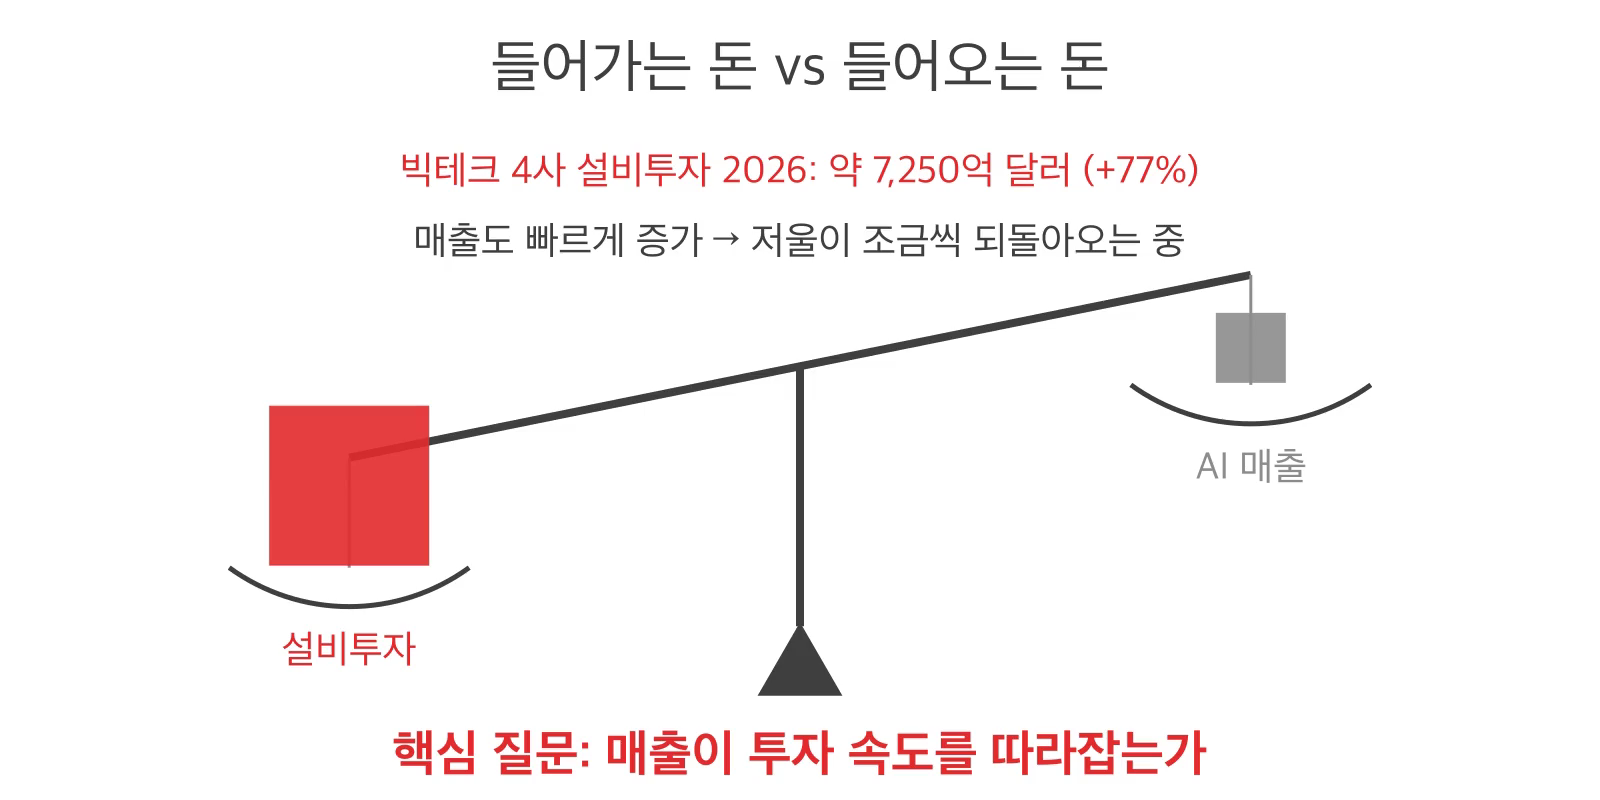 들어가는 돈 vs 들어오는 돈
빅테크 4사 설비투자 2026: 약 7,250억 달러 (+77%)
매출도 빠르게 증가 → 저울이 조금씩 되돌아오는 중
AI 매출
설비투자
핵심 질문: 매출이 투자 속도를 따라잡는가